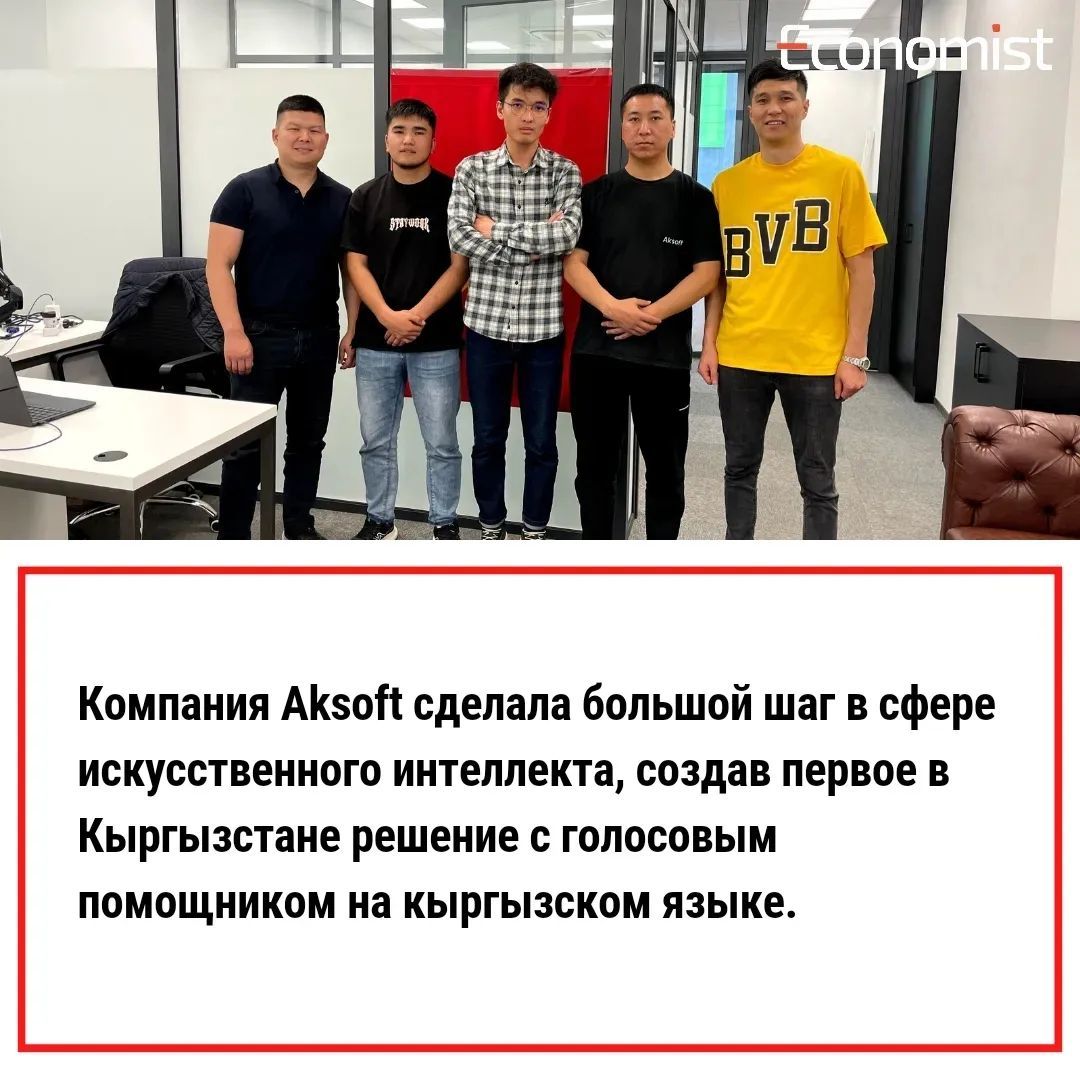 Economist
STAYWORK
Aksoft
BVB
Компания Aksoft сделала большой шаг в сфере
искусственного интеллекта, создав первое в
Кыргызстане решение с голосовым
помощником на кыргызском языке.